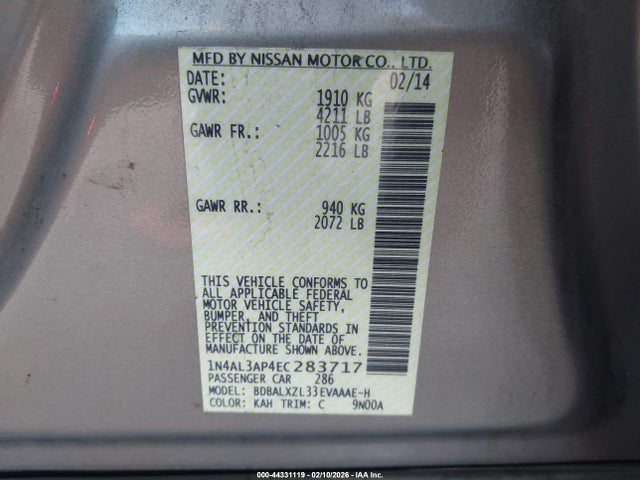 MFD BY NISSAN MOTOR CO., LTD.
DATE: 02/14
GVWR: 1910 KG
4211 LB
GAWR FR.: 1005 KG
2216 LB
GAWR RR.: 940 KG
2072 LB
THIS VEHICLE CONFORMS TO
ALL APPLICABLE FEDERAL
MOTOR VEHICLE SAFETY,
BUMPER, AND THEFT
PREVENTION STANDARDS IN
EFFECT ON THE DATE OF
MANUFACTURE SHOWN ABOVE.
1N4AL3AP4EC283717
PASSENGER CAR 286
MODEL: BDBALXZL33EVAAAE-H
COLOR: KAH TRIM: C 9N00A
000-44331119 - 02/10/2026 - IAA Inc.